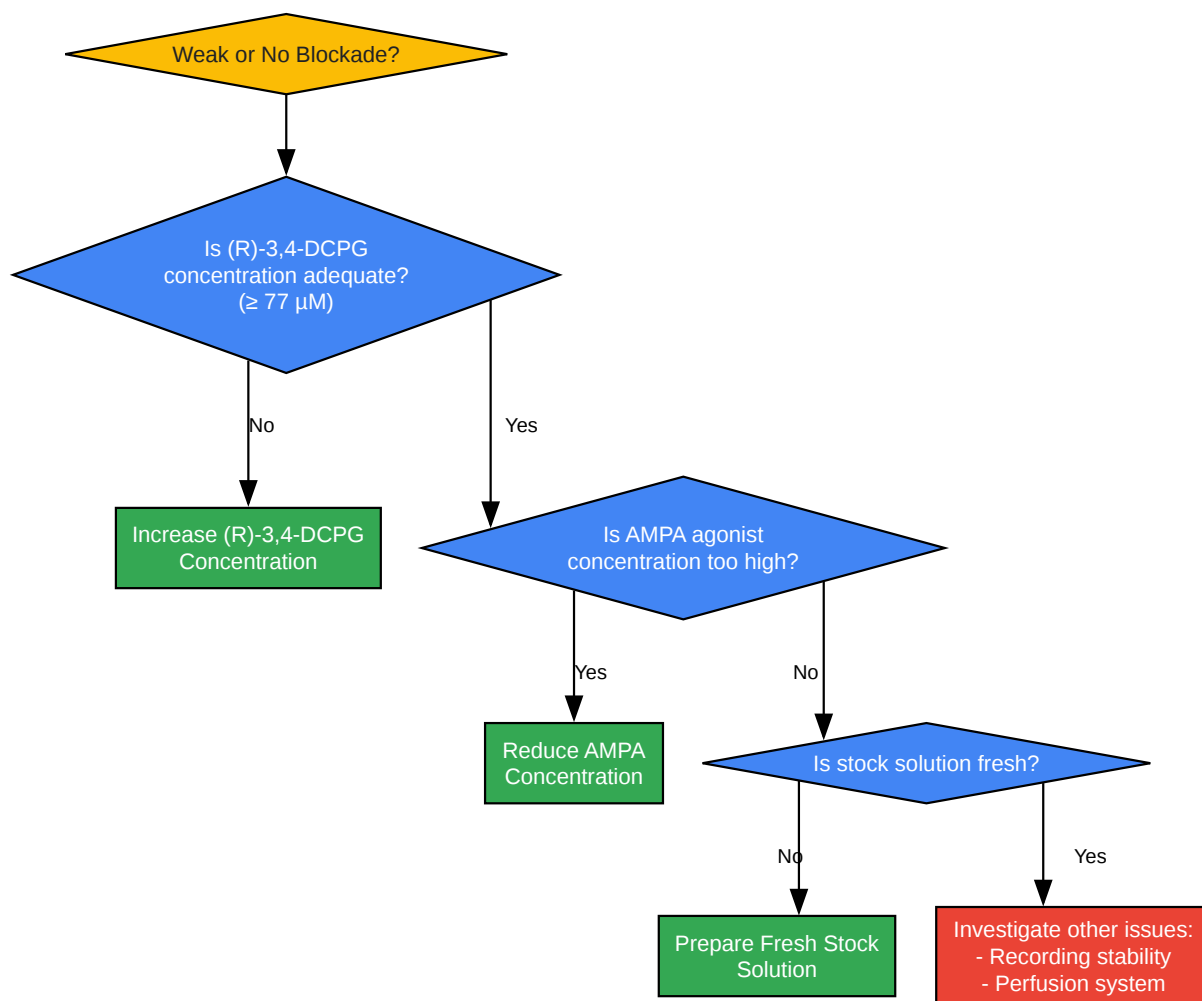 Weak or No Blockade?
Is (R)-3,4-DCPG
concentration adequate?
(≥ 77 µM)
No
Yes
Increase (R)-3,4-DCPG
Concentration
Is AMPA agonist
concentration too high?
Yes
No
Reduce AMPA
Concentration
Is stock solution fresh?
No
Yes
Prepare Fresh Stock
Solution
Investigate other issues:
- Recording stability
- Perfusion system